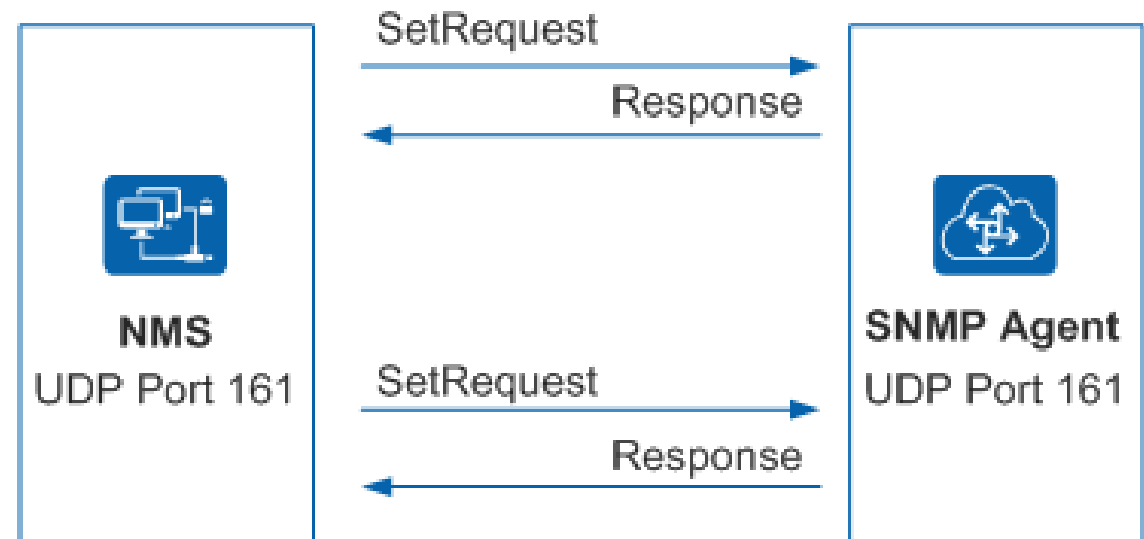 SetRequest
Response
NMS
UDP Port 161
SNMP Agent
UDP Port 161
SetRequest
Response